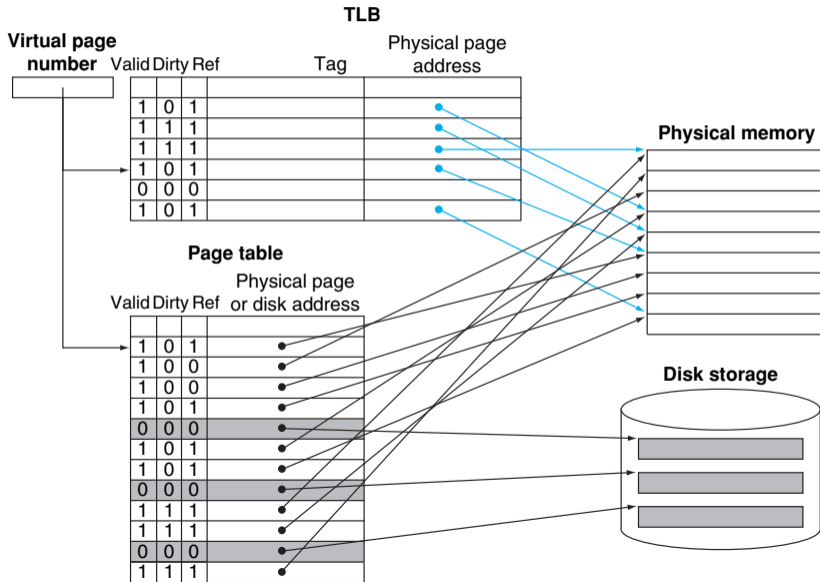 TLB
Virtual page
number
Valid Dirty Ref
Tag
Physical page
address
1 0 1
1 1 1
1 1 1
1 0 1
0 0 0
1 0 1
Physical memory
Page table
Valid Dirty Ref
Physical page
or disk address
1 0 1
1 0 0
1 0 0
1 0 1
0 0 0
1 0 1
1 0 1
0 0 0
1 1 1
1 1 1
0 0 0
1 1 1
Disk storage